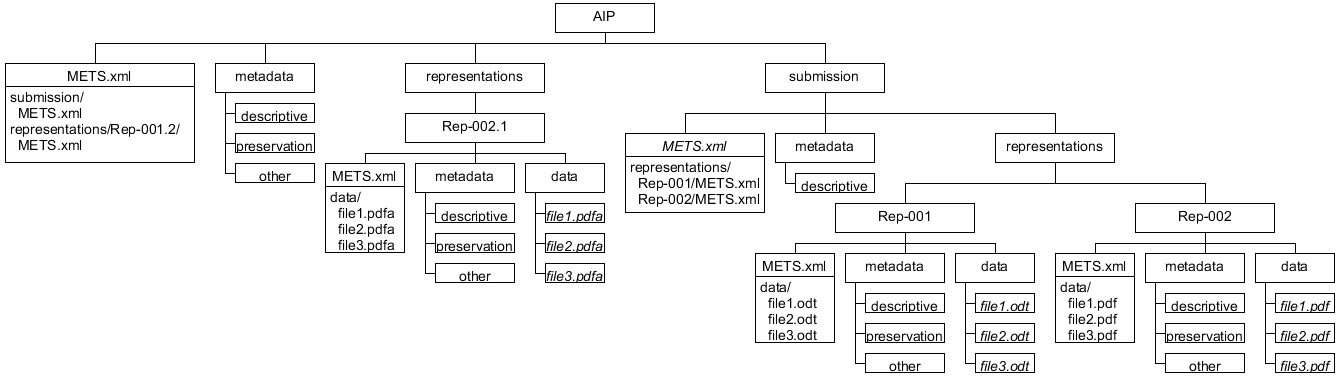 AIP
METS.xml
submission/
METS.xml
representations/Rep-001.2/
METS.xml
metadata
descriptive
preservation
other
representations
Rep-002.1
METS.xml
data/
file1.pdfa
file2.pdfa
file3.pdfa
metadata
descriptive
preservation
other
data
file1.pdfa
file2.pdfa
file3.pdfa
submission
METS.xml
representations/
Rep-001/METS.xml
Rep-002/METS.xml
metadata
descriptive
representations
Rep-001
METS.xml
data/
file1.odt
file2.odt
file3.odt
metadata
descriptive
preservation
other
data
file1.odt
file2.odt
file3.odt
Rep-002
METS.xml
data/
file1.pdf
file2.pdf
file3.pdf
metadata
descriptive
preservation
other
data
file1.pdf
file2.pdf
file3.pdf